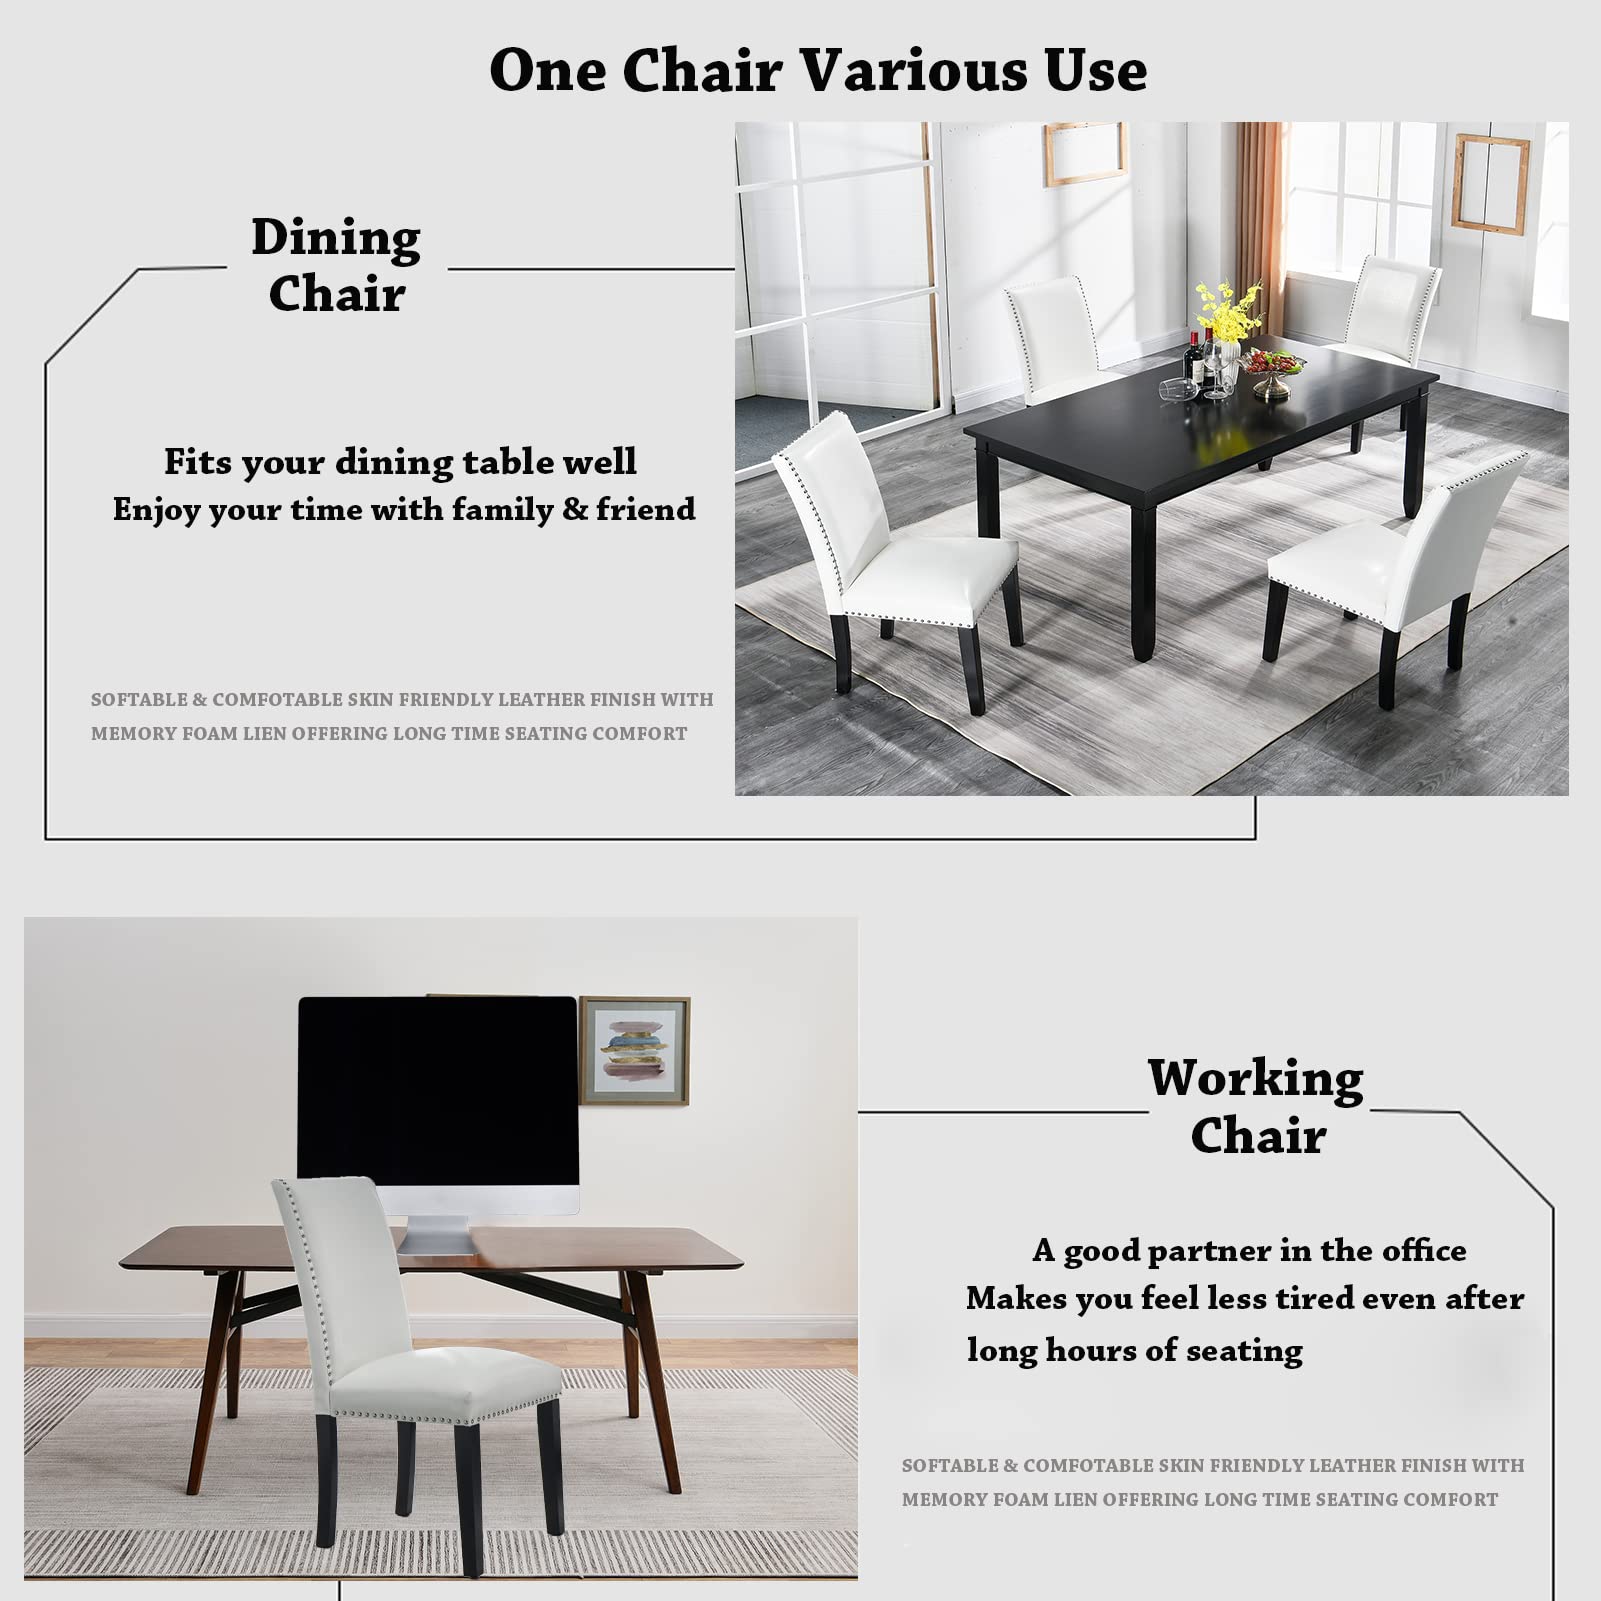 One Chair Various Use
Dining
Chair
Fits your dining table well
Enjoy your time with family & friend
SOFTABLE & COMFOTABLE SKIN FRIENDLY LEATHER FINISH WITH
MEMORY FOAM LIEN OFFERING LONG TIME SEATING COMFORT
Working
Chair
A good partner in the office
Makes you feel less tired even after
long hours of seating
SOFTABLE & COMFOTABLE SKIN FRIENDLY LEATHER FINISH WITH
MEMORY FOAM LIEN OFFERING LONG TIME SEATING COMFORT